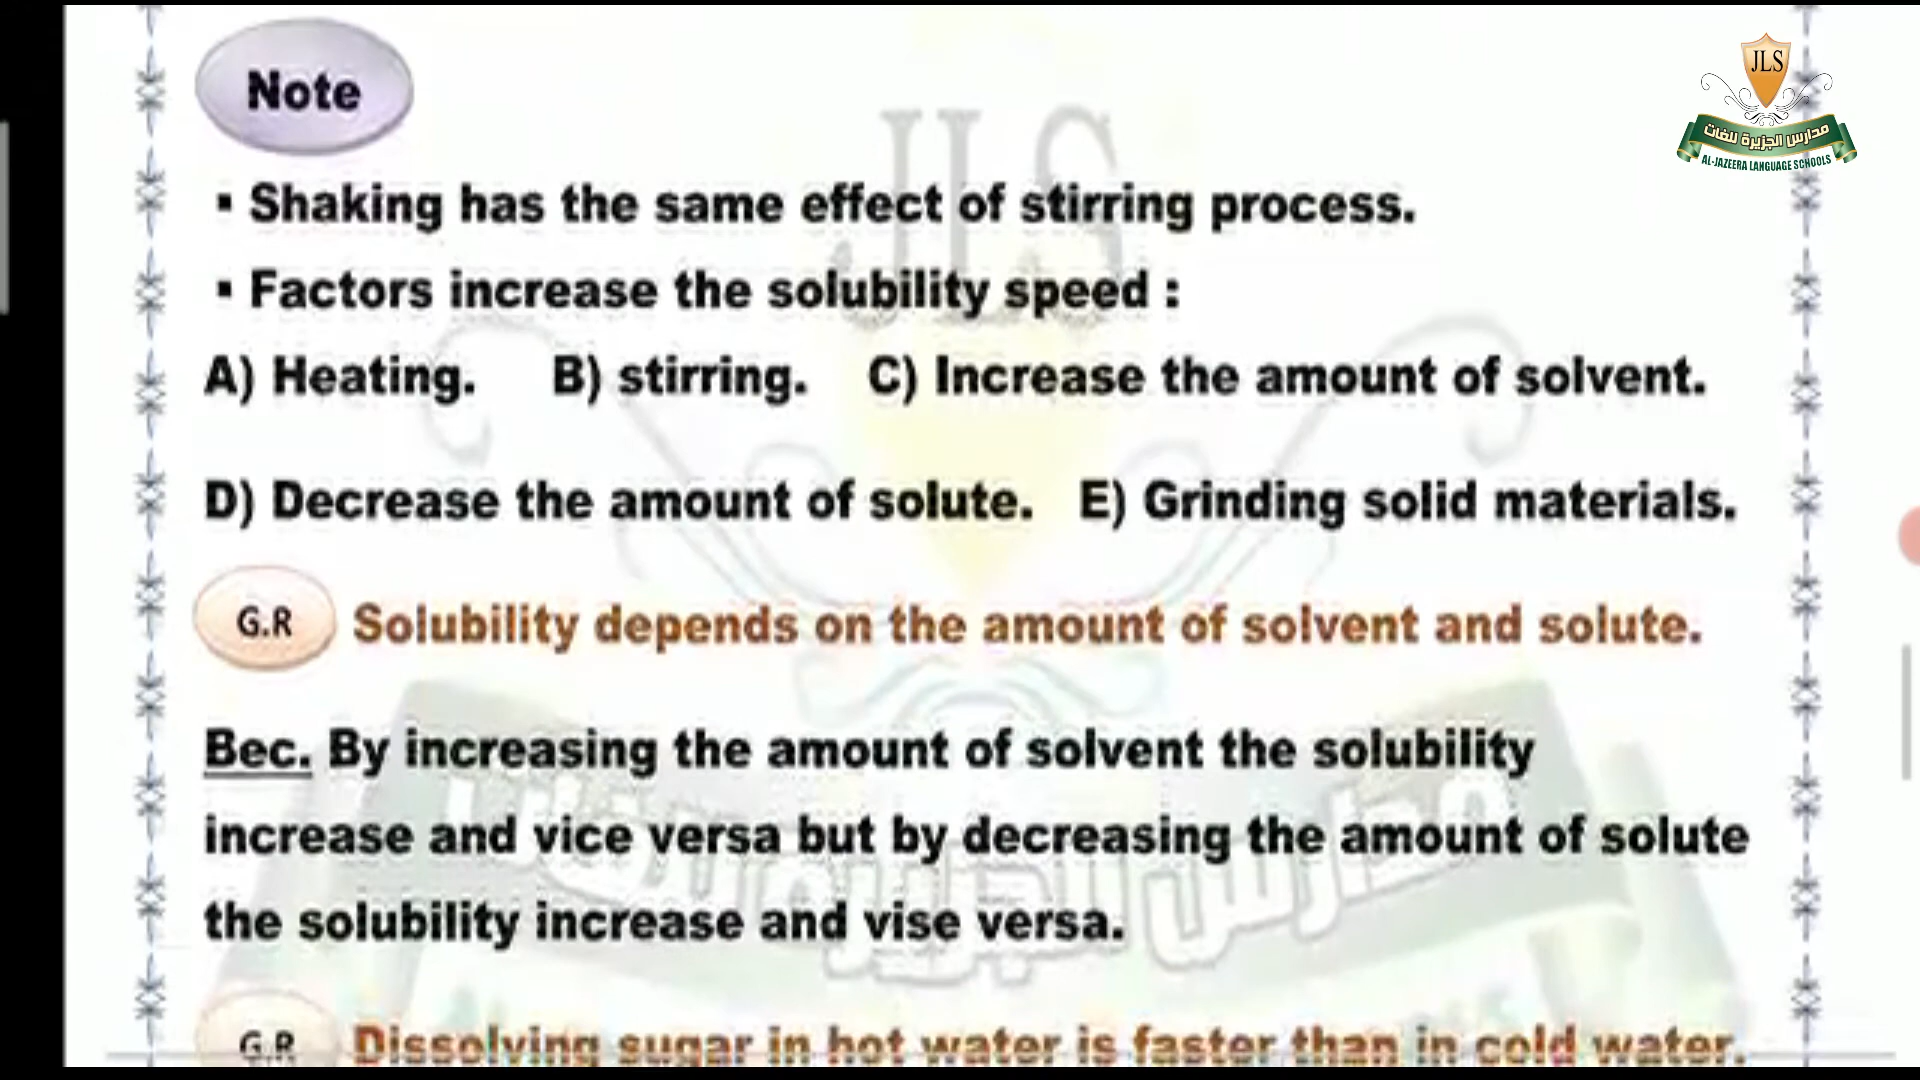 Note
JLS
مدارس الجزيرة للغات
AL-JAZEERA LANGUAGE SCHOOLS
▪ Shaking has the same effect of stirring process.
▪ Factors increase the solubility speed :
A) Heating. B) stirring. C) Increase the amount of solvent.
D) Decrease the amount of solute. E) Grinding solid materials.
G.R Solubility depends on the amount of solvent and solute.
Bec. By increasing the amount of solvent the solubility
increase and vice versa but by decreasing the amount of solute
the solubility increase and vise versa.
G.R Dissolving sugar in hot water is faster than in cold water.
JLS
مدارس الجزيرة للغات